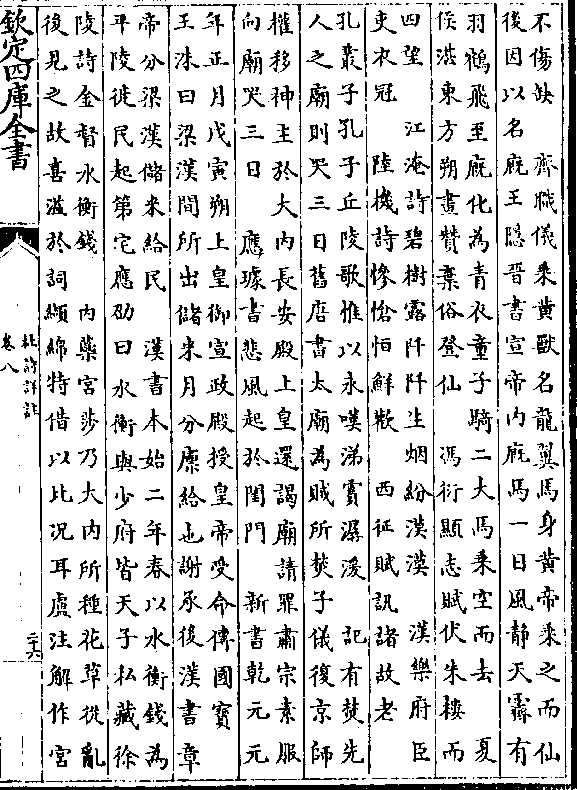 不傷缺　齊職儀乗黄獸名龍翼馬身黄帝乘之而仙
後因以名廐王隱晉書宣帝内廐馬一日風静天霽有
羽鶴飛至廐化為青衣童子騎二大馬乗空而去　夏
侯湛東方朔畫贊棄俗登仙　馮衍顯志賦伏朱樓而
四望　江淹詩碧樹露阡阡生烟紛漠漠　漢樂府臣
吏衣冠　陸機詩慘愴恒鮮歡　西征賦訊諸故老
孔叢子孔子丘陵歌惟以永嘆涕霣潺湲　記有焚先
人之廟則哭三日舊唐書太廟為賊所焚子儀復京師
權移神主於大内長安殿上皇還謁廟請罪肅宗素服
向廟哭三日　應璩書悲風起於閨門　新書乾元元
年正月戊寅朔上皇御宣政殿授皇帝受命傳國寳
王洙曰梁漢間所出儲米月分廩給也謝承後漢書章
帝分梁漢儲米給民　漢書本始二年春以水衡錢為
平陵徙民起第宅應劭曰水衡與少府皆天子私藏徐
陵詩金督水衡錢　内蘂宫莎乃大内所種花草從亂
後見之故喜溢於詞纈綿特借以比况耳盧注解作宫
欽定四庫全書
杜詩詳註
卷八
二六